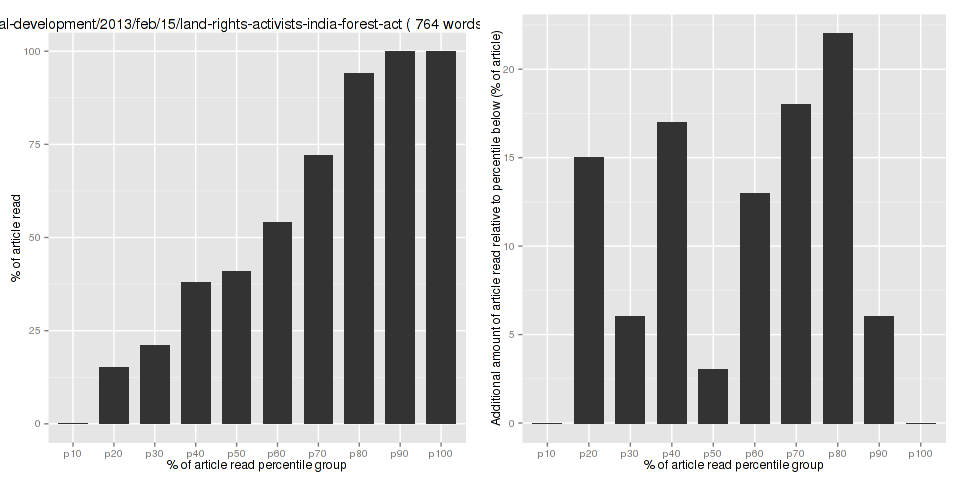 al-development/2013/feb/15/land-rights-activists-india-forest-act ( 764 words
100
75
50
25
0
% of article read
p10 p20 p30 p40 p50 p60 p70 p80 p90 p100
% of article read percentile group
20
15
10
5
0
Additional amount of article read relative to percentile below (% of article)
p10 p20 p30 p40 p50 p60 p70 p80 p90 p100
% of article read percentile group